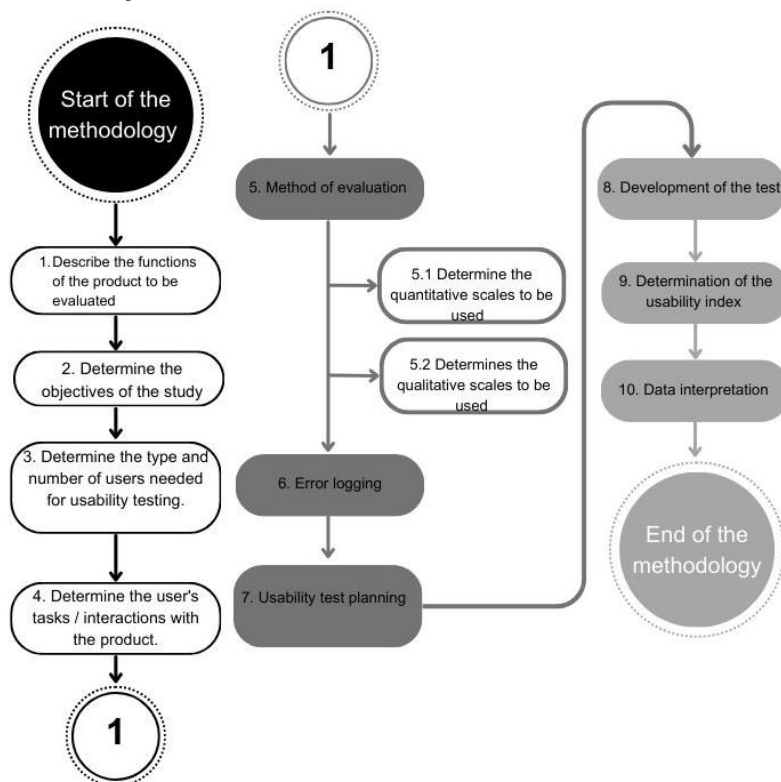 Start of the
methodology
1. Describe the functions
of the product to be
evaluated
2. Determine the
objectives of the study
3. Determine the type and
number of users needed
for usability testing.
4. Determine the user's
tasks / interactions with
the product.
1
1
5. Method of evaluation
5.1 Determine the
quantitative scales to be
used
5.2 Determines the
qualitative scales to be
used
6. Error logging
7. Usability test planning
8. Development of the test
9. Determination of the
usability index
10. Data interpretation
End of the
methodology